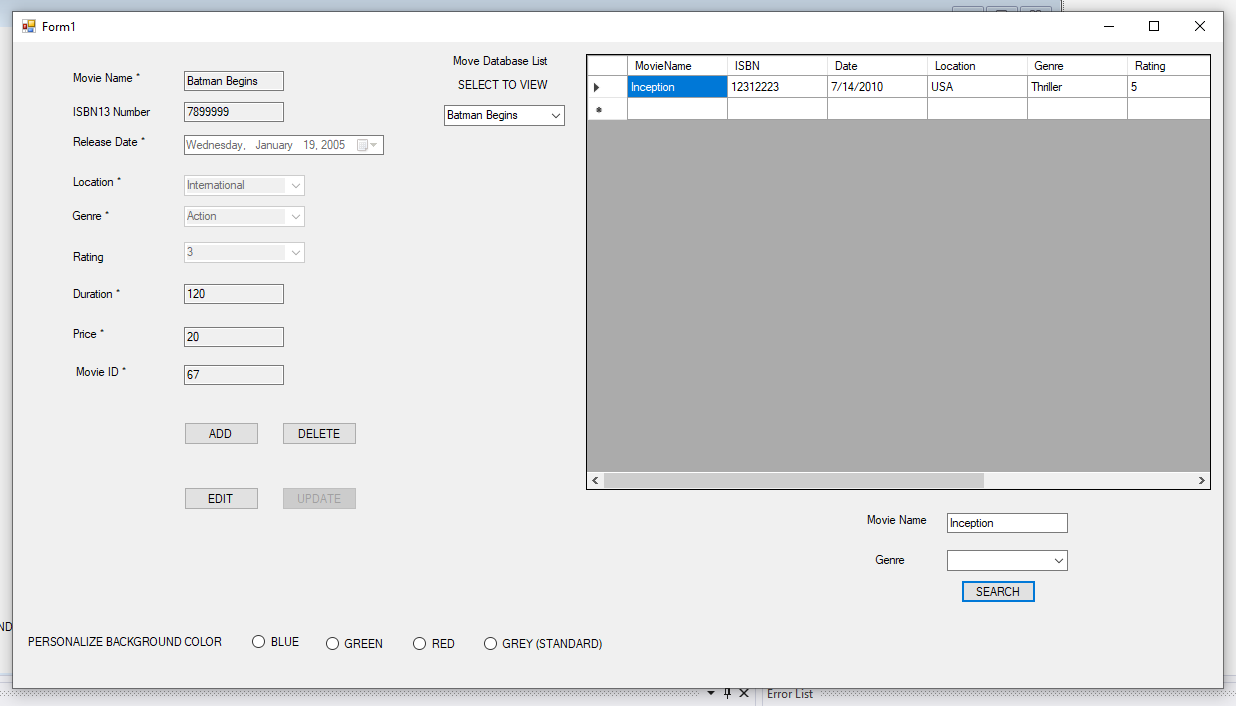 Form1
Movie Name * Batman Begins
ISBN13 Number 7899999
Release Date * Wednesday, January 19, 2005
Location * International
Genre * Action
Rating 3
Duration * 120
Price * 20
Movie ID * 67
ADD DELETE
EDIT UPDATE
Move Database List
SELECT TO VIEW
Batman Begins
MovieName ISBN Date Location Genre Rating
Inception 12312223 7/14/2010 USA Thriller 5
Movie Name Inception
Genre
SEARCH
PERSONALIZE BACKGROUND COLOR BLUE GREEN RED GREY (STANDARD)
Error List